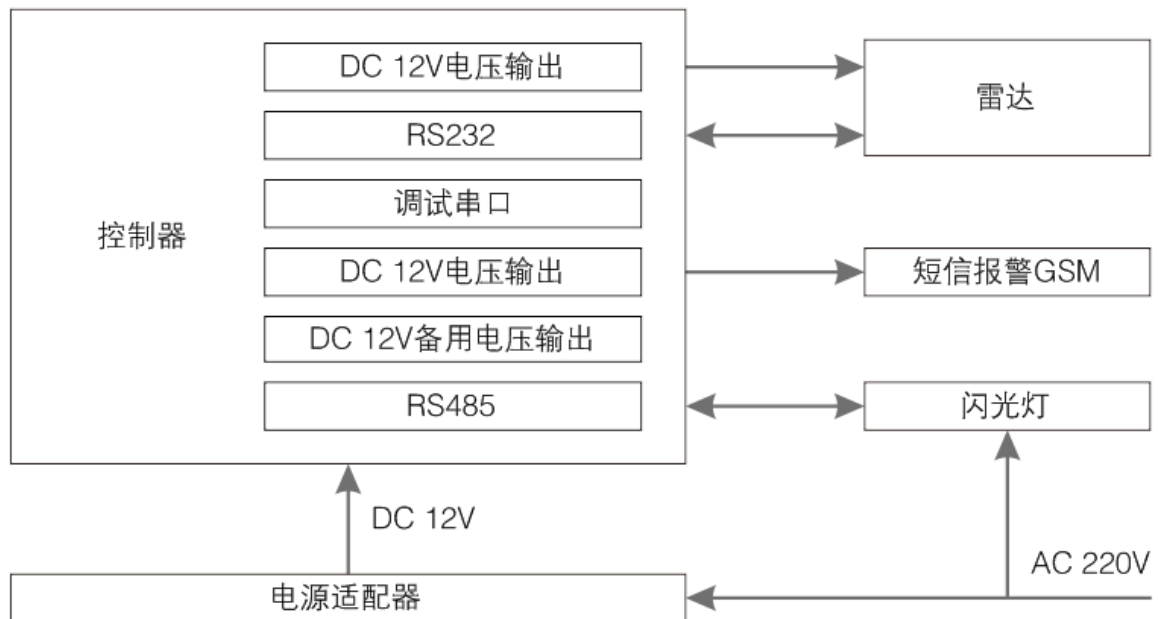 DC 12V电压输出
雷达
RS232
调试串口
控制器
DC 12V电压输出
短信报警GSM
DC 12V备用电压输出
RS485
闪光灯
DC 12V
AC 220V
电源适配器